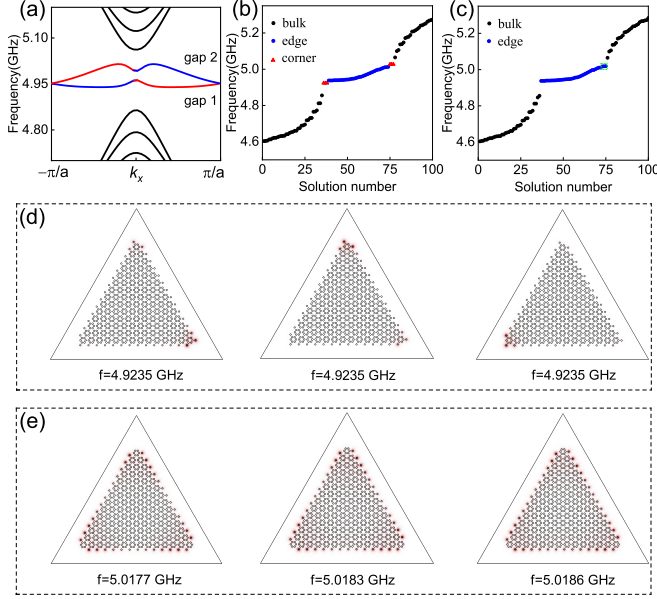 (a)
Frequency(GHz)
5.10
4.95
4.80
gap 2
gap 1
−π/a
kx
π/a
(b)
Frequency(GHz)
5.2
5.0
4.8
4.6
bulk
edge
corner
0
25
50
75
100
Solution number
(c)
Frequency(GHz)
5.2
5.0
4.8
4.6
bulk
edge
0
25
50
75
100
Solution number
(d)
f=4.9235 GHz
f=4.9235 GHz
f=4.9235 GHz
(e)
f=5.0177 GHz
f=5.0183 GHz
f=5.0186 GHz